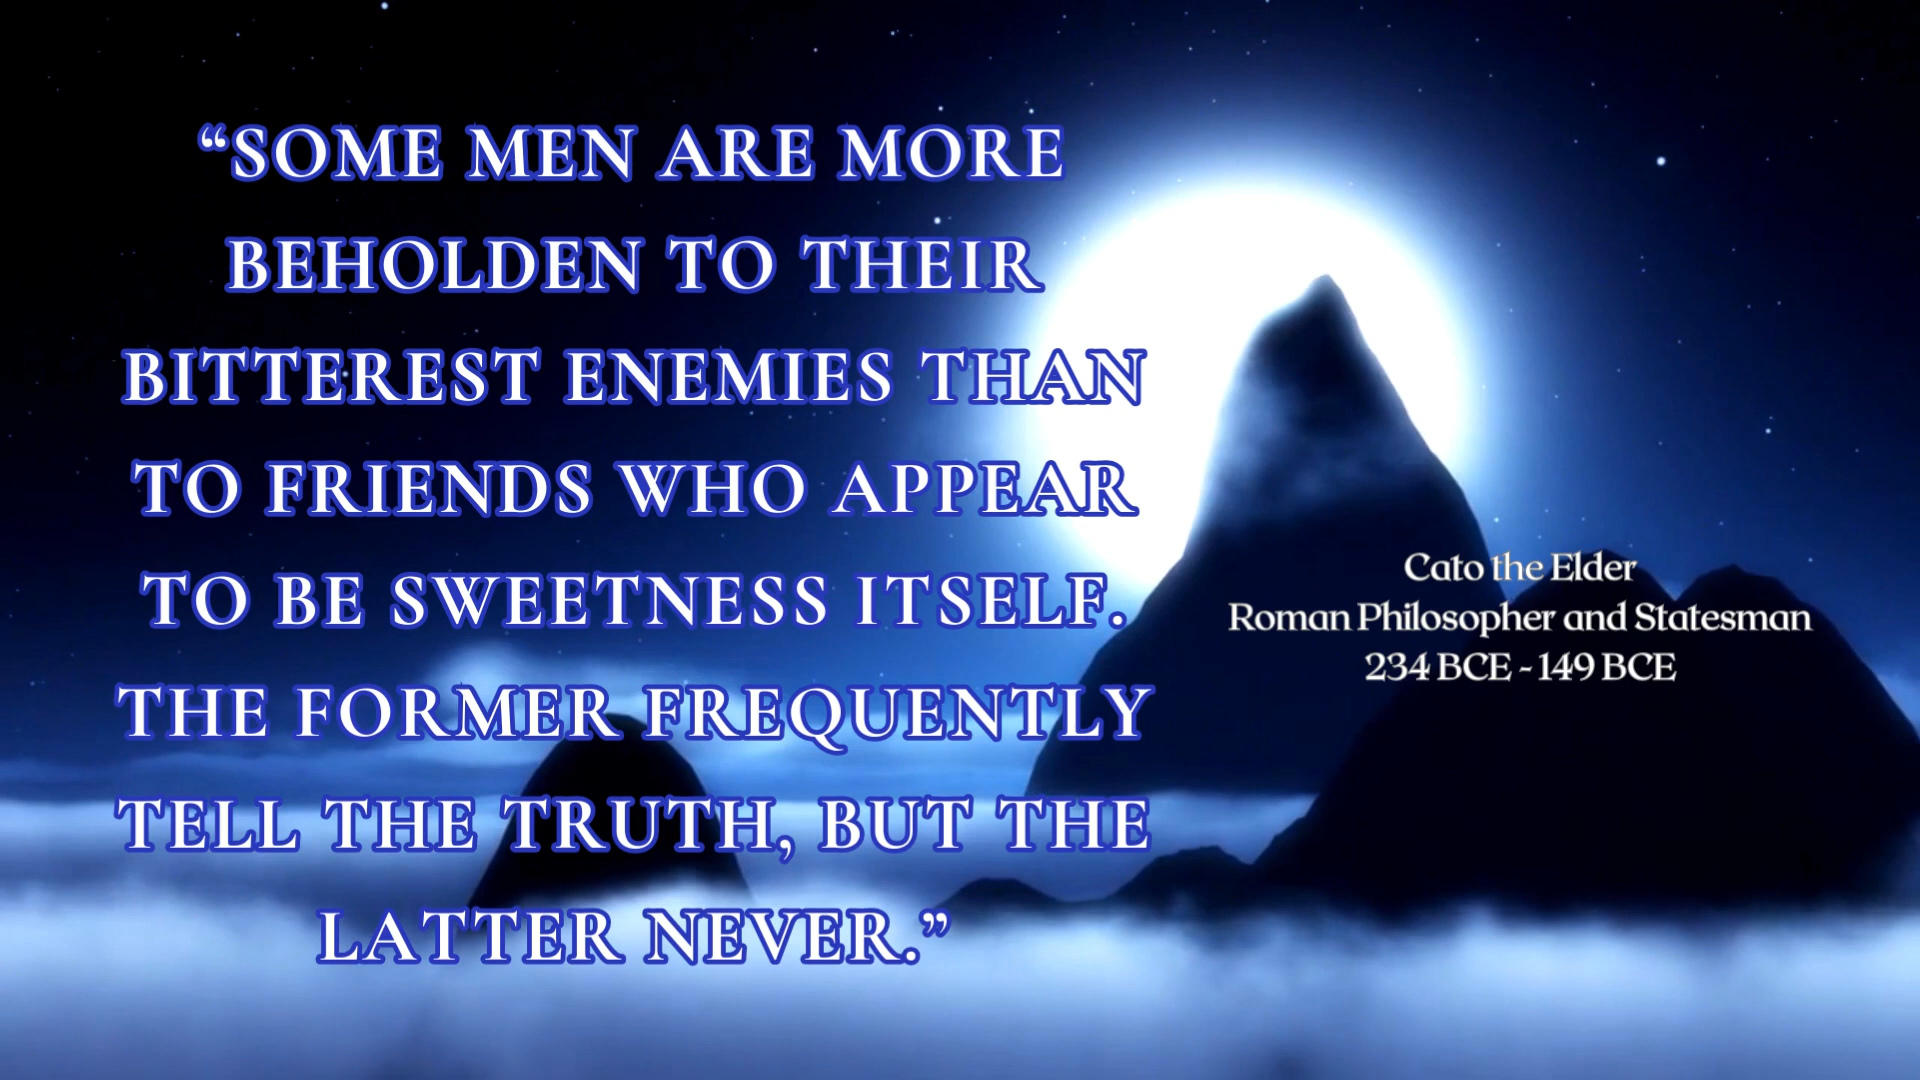 “SOME MEN ARE MORE
BEHOLDEN TO THEIR
BITTEREST ENEMIES THAN
TO FRIENDS WHO APPEAR
TO BE SWEETNESS ITSELF.
THE FORMER FREQUENTLY
TELL THE TRUTH, BUT THE
LATTER NEVER.”
Cato the Elder
Roman Philosopher and Statesman
234 BCE - 149 BCE